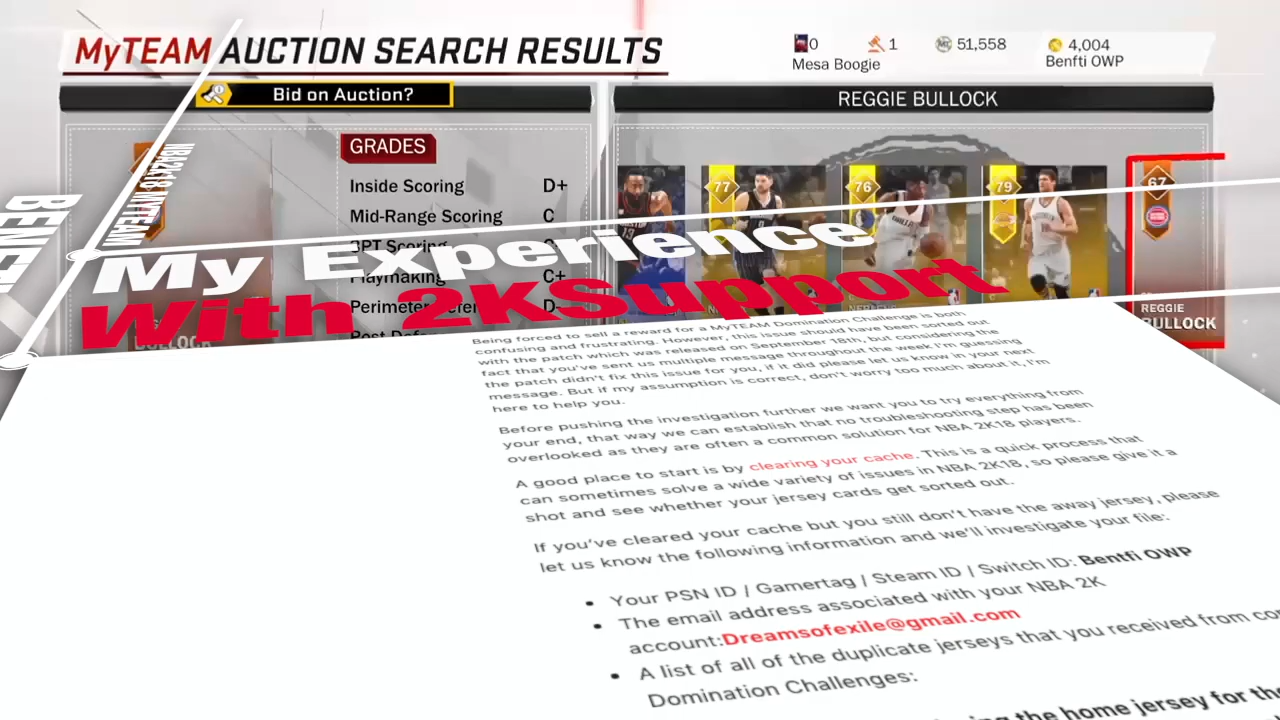 MyTEAM AUCTION SEARCH RESULTS
0
1
51,558
4,004
Mesa Boogie
Benfti OWP
Bid on Auction?
REGGIE BULLOCK
GRADES
Inside Scoring D+
Mid-Range Scoring C
3PT Scoring
Playmaking C+
Perimeter
77
76
79
67
REGGIE
BULLOCK
BULLOCK
NBA2K18 MYTEAM
My Experience
With 2KSupport
Being forced to sell a reward for a MyTEAM Domination Challenge is both
confusing and frustrating. However, this issue should have been sorted out
with the patch which was released on September 18th, but considering the
fact that you've sent us multiple message throughout the week I'm guessing
the patch didn't fix this issue for you, if it did please let us know in your next
message. But if my assumption is correct, don't worry too much about it, I'm
here to help you.
Before pushing the investigation further we want you to try everything from
your end, that way we can establish that no troubleshooting step has been
overlooked as they are often a common solution for NBA 2K18 players.
A good place to start is by clearing your cache. This is a quick process that
can sometimes solve a wide variety of issues in NBA 2K18, so please give it a
shot and see whether your jersey cards get sorted out.
If you've cleared your cache but you still don't have the away jersey, please
let us know the following information and we'll investigate your file:
• Your PSN ID / Gamertag / Steam ID / Switch ID: Bentfi OWP
• The email address associated with your NBA 2K
account:Dreamsofexile@gmail.com
• A list of all of the duplicate jerseys that you received from
Domination Challenges:
the home jersey for the